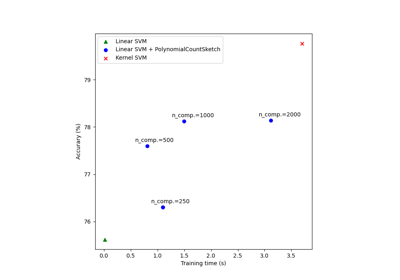 Linear SVM
Linear SVM + PolynomialCountSketch
Kernel SVM
79
n_comp.=1000
n_comp.=2000
78
n_comp.=500
77
n_comp.=250
76
Accurary (%)
0.0 0.5 1.0 1.5 2.0 2.5 3.0 3.5
Training time (s)